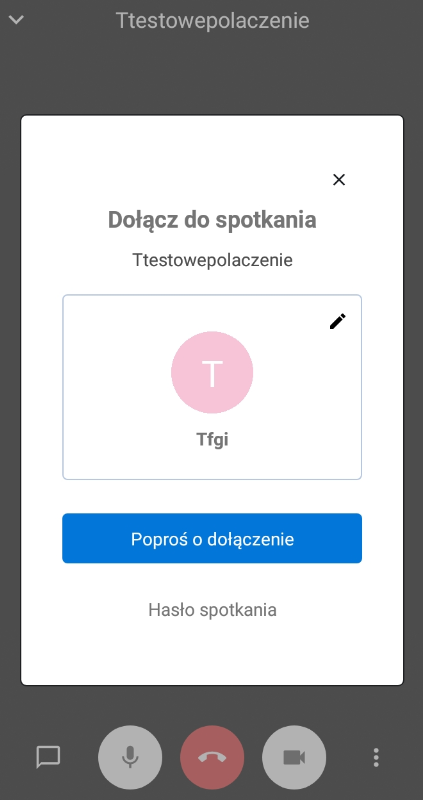 Ttestowepolaczenie
Dołącz do spotkania
Ttestowepolaczenie
T
Tfgi
Poproś o dołączenie
Hasło spotkania